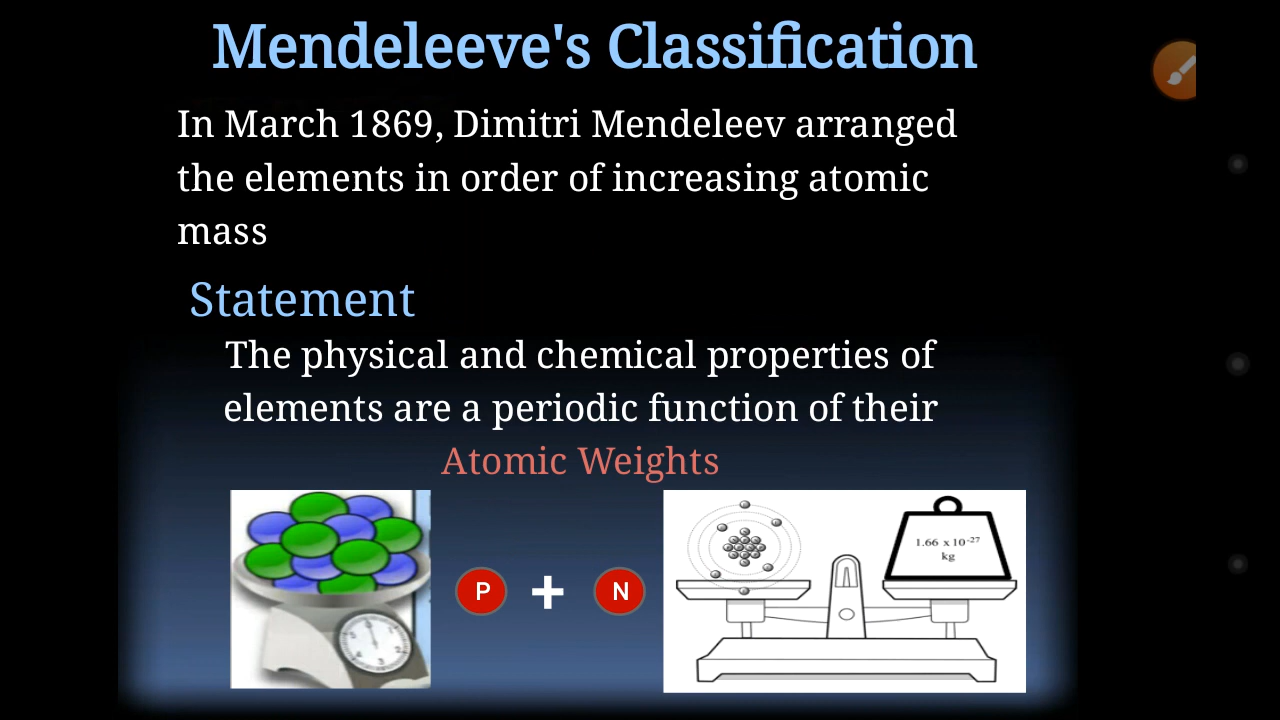 Mendeleeve's Classification
In March 1869, Dimitri Mendeleev arranged
the elements in order of increasing atomic
mass
Statement
The physical and chemical properties of
elements are a periodic function of their
Atomic Weights
P + N
1.66 x 10⁻²⁷
kg